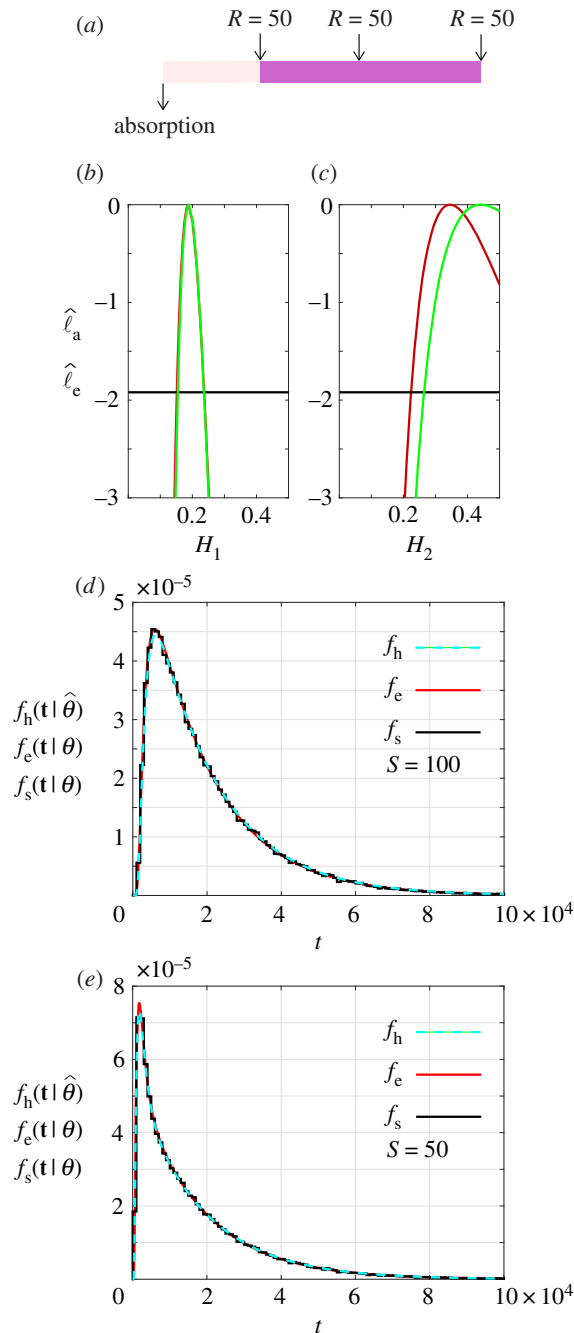 (a)
R = 50 R = 50 R = 50
absorption
(b) (c)
0 0
–1 –1
ℓ̂a
ℓ̂e
–2 –2
–3 –3
0.2 0.4 0.2 0.4
H1 H2
(d) ×10–5
5
4
3
2
1
0 2 4 6 8 10 × 104
fh(t | θ̂)
fe(t | θ)
fs(t | θ)
fh
fe
fs
S = 100
t
(e) ×10–5
8
6
4
2
0 2 4 6 8 10 × 104
fh(t | θ̂)
fe(t | θ)
fs(t | θ)
fh
fe
fs
S = 50
t